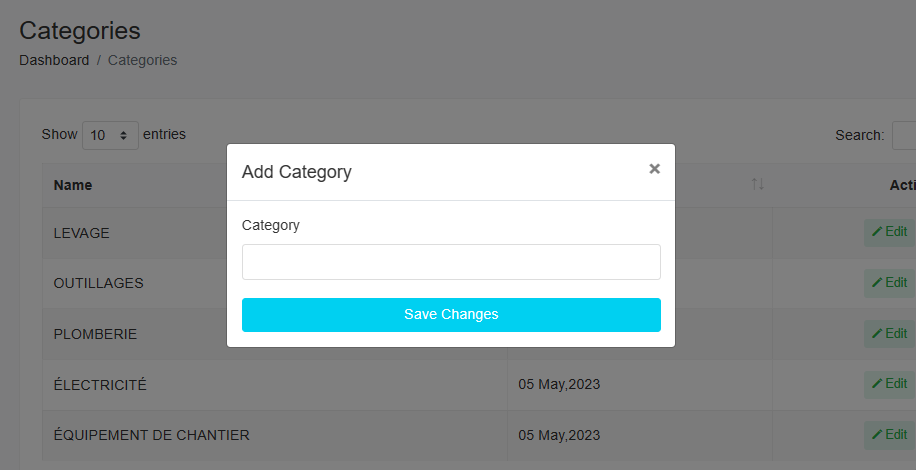 Categories
Dashboard / Categories
Show 10 entries
Search:
Add Category ×
Name
Category
LEVAGE
Edit
OUTILLAGES
Edit
Save Changes
PLOMBERIE
Edit
ÉLECTRICITÉ 05 May,2023 Edit
ÉQUIPEMENT DE CHANTIER 05 May,2023 Edit